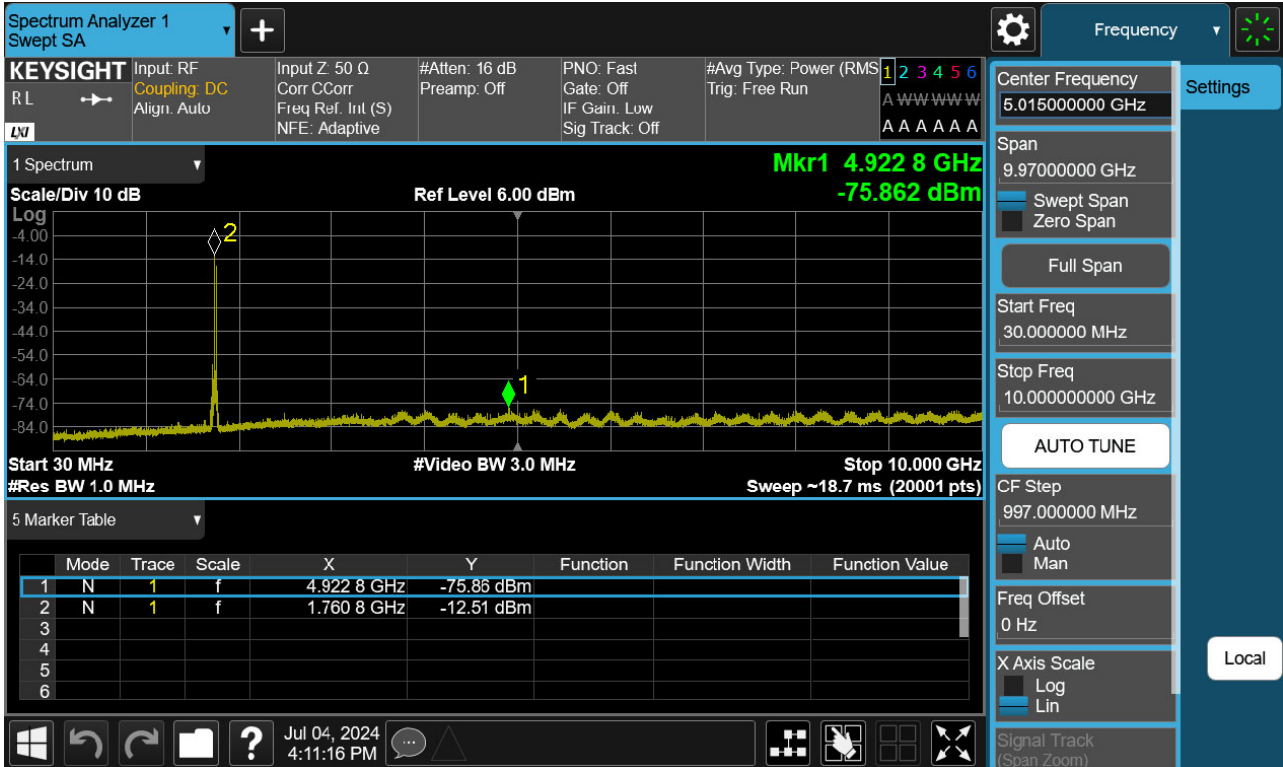 Spectrum Analyzer 1
Swept SA
Frequency
KEYSIGHT
R L
LXI
Input: RF
Coupling: DC
Align: Auto
Input Z: 50 Ω
Corr CCorr
Freq Ref: Int (S)
NFE: Adaptive
#Atten: 16 dB
Preamp: Off
PNO: Fast
Gate: Off
IF Gain: Low
Sig Track: Off
#Avg Type: Power (RMS
Trig: Free Run
1 2 3 4 5 6
A W W W W W
A A A A A A
1 Spectrum
Mkr1 4.922 8 GHz
-75.862 dBm
Scale/Div 10 dB
Ref Level 6.00 dBm
Log
-4.00
-14.0
-24.0
-34.0
-44.0
-54.0
-64.0
-74.0
-84.0
2
1
Start 30 MHz
#Video BW 3.0 MHz
Stop 10.000 GHz
#Res BW 1.0 MHz
Sweep ~18.7 ms (20001 pts)
5 Marker Table
Mode Trace Scale X Y Function Function Width Function Value
1 N 1 f 4.922 8 GHz -75.86 dBm
2 N 1 f 1.760 8 GHz -12.51 dBm
3
4
5
6
Jul 04, 2024
4:11:16 PM
?
Settings
Center Frequency
5.015000000 GHz
Span
9.97000000 GHz
Swept Span
Zero Span
Full Span
Start Freq
30.000000 MHz
Stop Freq
10.000000000 GHz
AUTO TUNE
CF Step
997.000000 MHz
Auto
Man
Freq Offset
0 Hz
X Axis Scale
Log
Lin
Signal Track
(Span Zoom)
Local